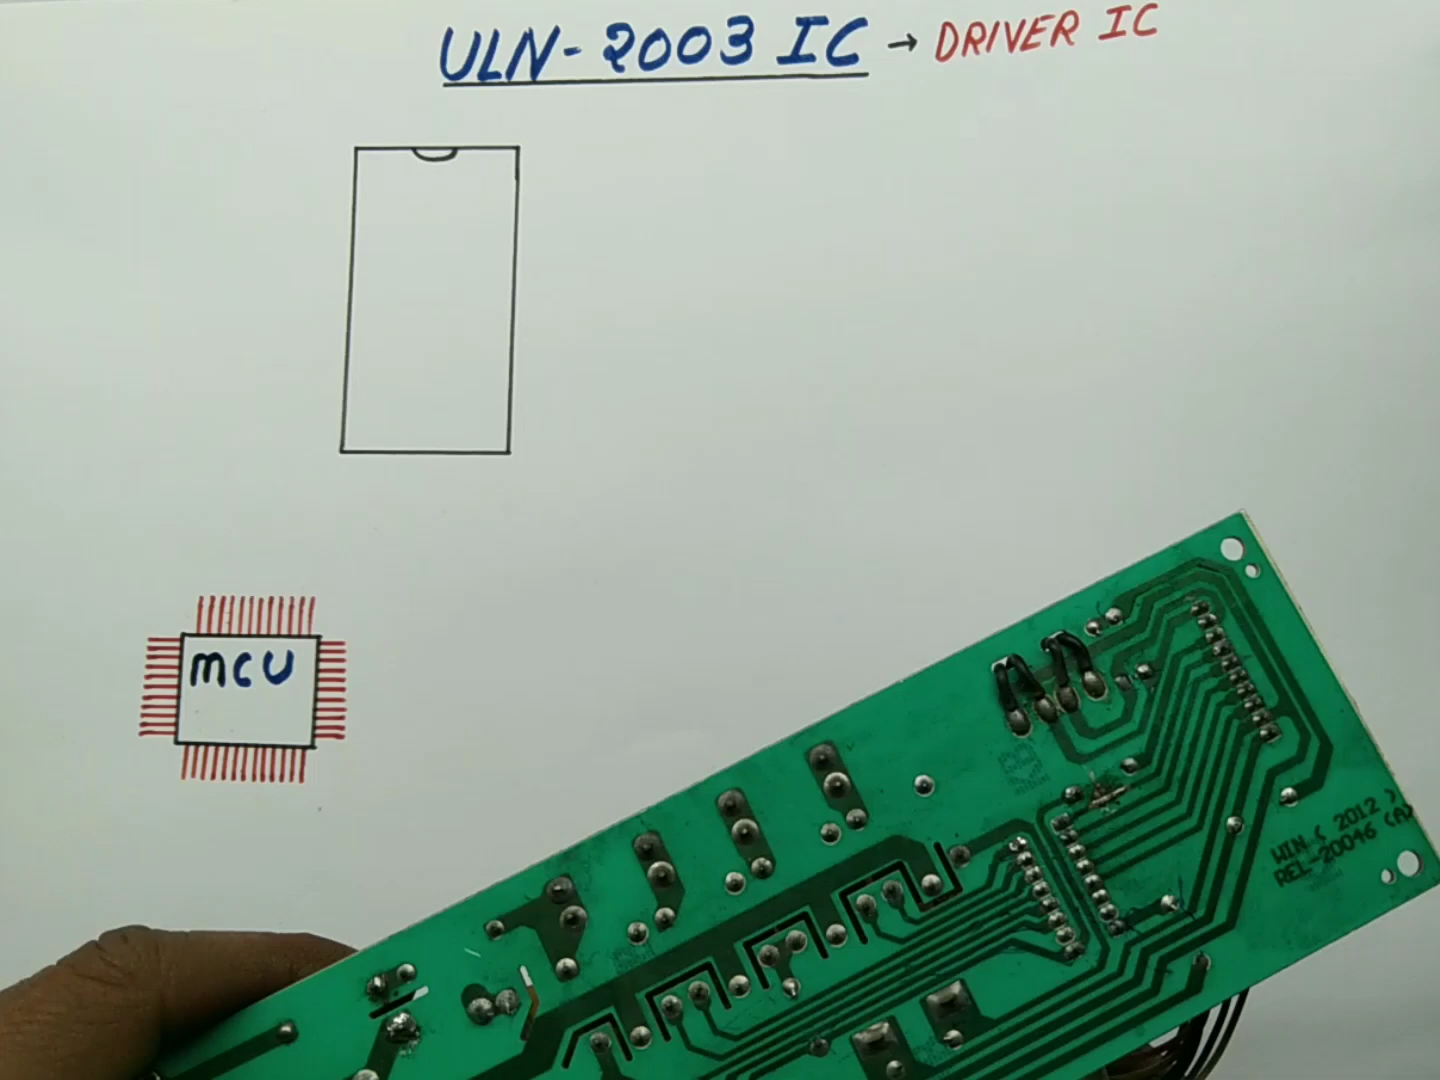 ULN-2003 IC → DRIVER IC
MCU
WIN ( 2012 )
REL-20046 (A)